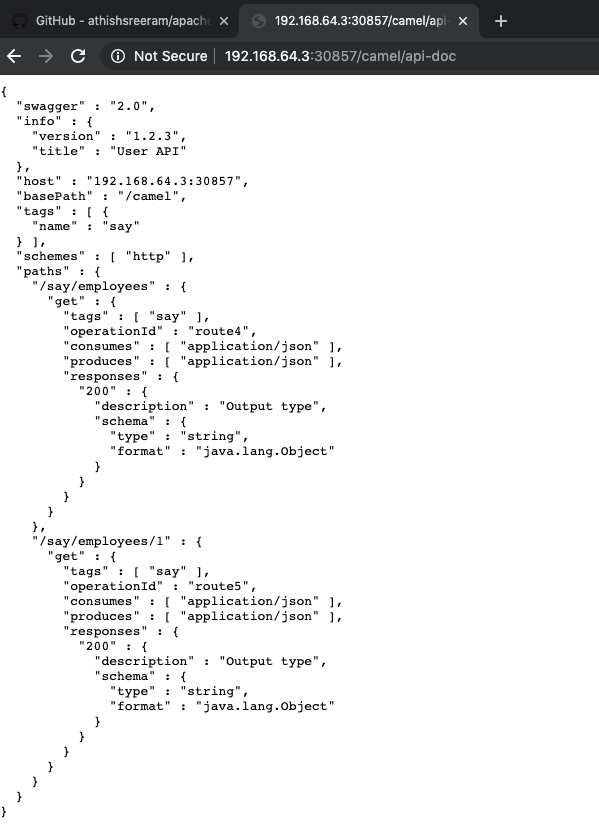 GitHub - athishsreeram/apache
192.168.64.3:30857/camel/api-
Not Secure | 192.168.64.3:30857/camel/api-doc
{
  "swagger" : "2.0",
  "info" : {
    "version" : "1.2.3",
    "title" : "User API"
  },
  "host" : "192.168.64.3:30857",
  "basePath" : "/camel",
  "tags" : [ {
    "name" : "say"
  } ],
  "schemes" : [ "http" ],
  "paths" : {
    "/say/employees" : {
      "get" : {
        "tags" : [ "say" ],
        "operationId" : "route4",
        "consumes" : [ "application/json" ],
        "produces" : [ "application/json" ],
        "responses" : {
          "200" : {
            "description" : "Output type",
            "schema" : {
              "type" : "string",
              "format" : "java.lang.Object"
            }
          }
        }
      }
    },
    "/say/employees/1" : {
      "get" : {
        "tags" : [ "say" ],
        "operationId" : "route5",
        "consumes" : [ "application/json" ],
        "produces" : [ "application/json" ],
        "responses" : {
          "200" : {
            "description" : "Output type",
            "schema" : {
              "type" : "string",
              "format" : "java.lang.Object"
            }
          }
        }
      }
    }
  }
}